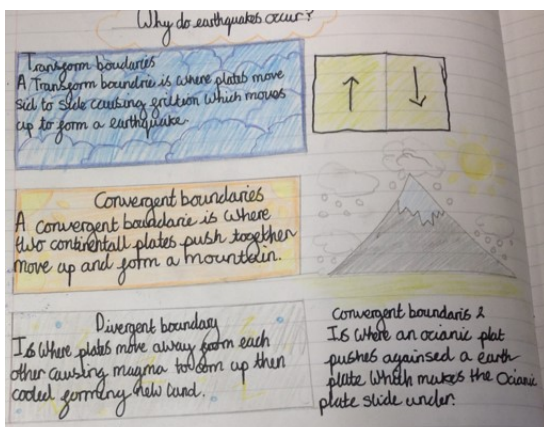 Why do earthquakes occur?
Transform boudaries
A Transform boundrie is where plates move
sid to side causing friction which moves
up to form a earthquake.
Convergent boundaries
A convergent boundarie is where
two continentall plates push together
move up and form a mountain.
Divergent boundary
Is where plates move away from each
other causing magma to com up then
cooled forming new land.
Convergent boundaris 2
Is where an ocianic plat
pushes againsed a earth
plate which makes the Ocianic
plate slide under.